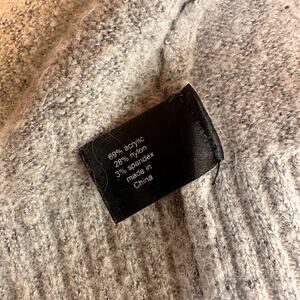 69% acrylic
28% nylon
3% spandex
made in
China